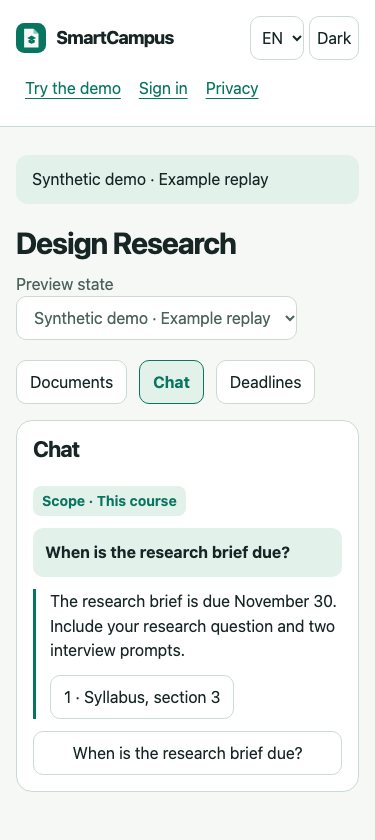 SmartCampus
EN
Dark
Try the demo
Sign in
Privacy
Synthetic demo · Example replay
Design Research
Preview state
Synthetic demo · Example replay
Documents
Chat
Deadlines
Chat
Scope · This course
When is the research brief due?
The research brief is due November 30.
Include your research question and two
interview prompts.
1 · Syllabus, section 3
When is the research brief due?